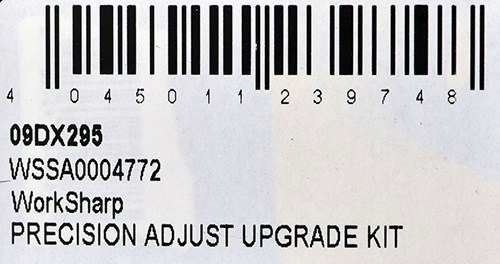 4 045011 239748
09DX295
WSSA0004772
WorkSharp
PRECISION ADJUST UPGRADE KIT